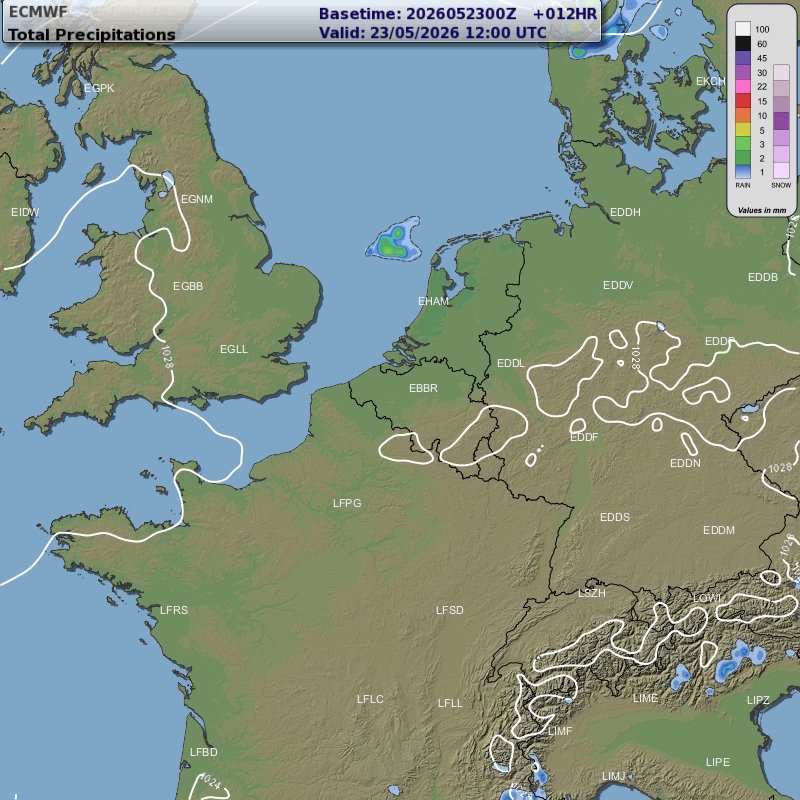 ECMWF
Basetime: 2026052300Z +012HR
Total Precipitations
Valid: 23/05/2026 12:00 UTC
100
60
45
30
22
15
10
5
3
2
1
RAIN
SNOW
Values in mm
EGPK
EKCH
EIDW
EGNM
EDDH
EGBB
EDDV
EDDB
EHAM
1028
EGLL
1028
EDDL
EBBR
EDDF
EDDN
1028
LFPG
EDDS
EDDM
LFRS
LFSD
LSZH
LOWI
LFLC
LFLL
LIME
LIPZ
LIMF
LFBD
LIPE
1024
LIMJ